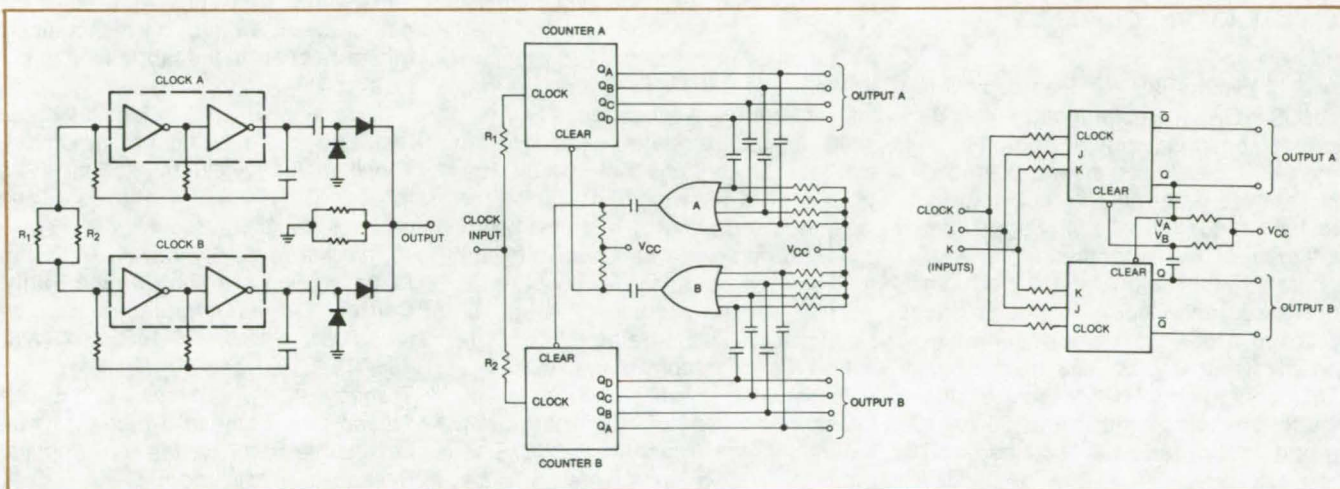 CLOCK A
R1
R2
CLOCK B
OUTPUT
COUNTER A
CLOCK
QA
QB
QC
QD
CLEAR
OUTPUT A
R1
CLOCK
INPUT
A
VCC
VCC
B
R2
CLEAR
CLOCK
QD
QC
QB
QA
OUTPUT B
COUNTER B
CLOCK
J
K
CLEAR
Q̅
Q
OUTPUT A
CLOCK
J
K
(INPUTS)
VA
VB
VCC
CLEAR
Q
K
J
CLOCK
Q̅
OUTPUT B